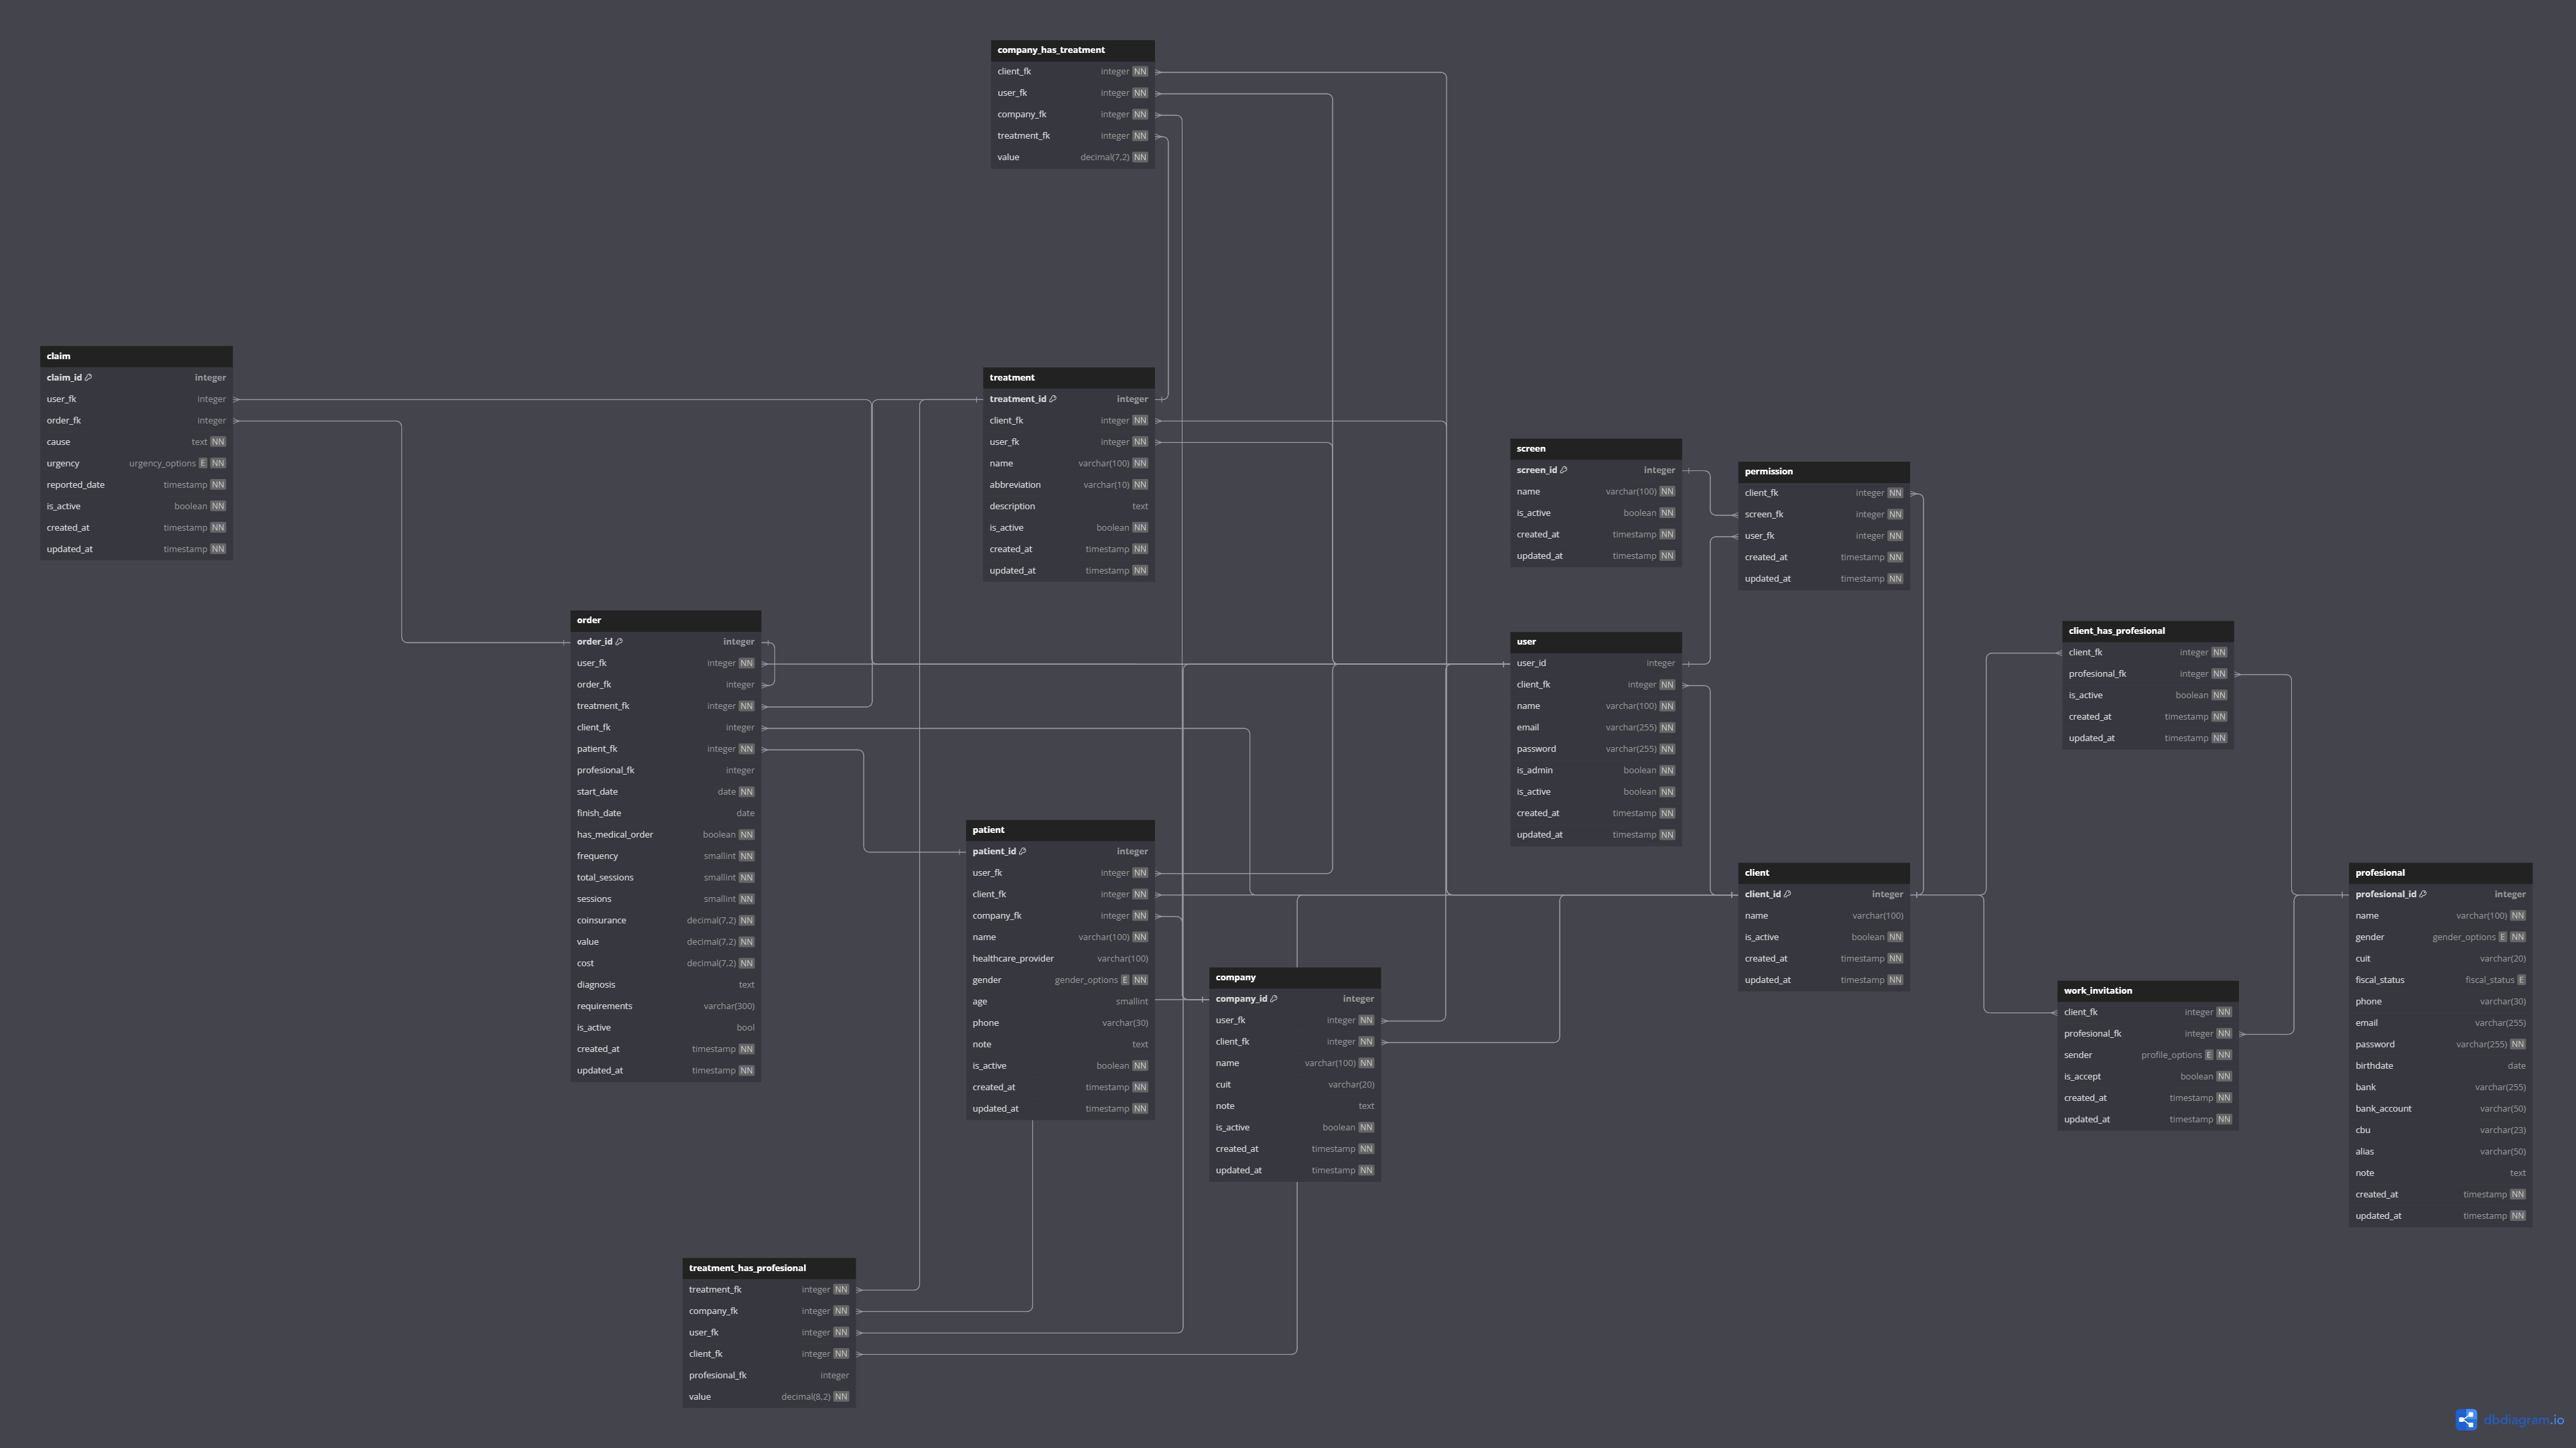 company_has_treatment
client_fk integer NN
user_fk integer NN
company_fk integer NN
treatment_fk integer NN
value decimal(7,2) NN
claim
claim_id integer
user_fk integer
order_fk integer
cause text NN
urgency urgency_options E NN
reported_date timestamp NN
is_active boolean NN
created_at timestamp NN
updated_at timestamp NN
treatment
treatment_id integer
client_fk integer NN
user_fk integer NN
name varchar(100) NN
abbreviation varchar(10) NN
description text
is_active boolean NN
created_at timestamp NN
updated_at timestamp NN
screen
screen_id integer
name varchar(100) NN
is_active boolean NN
created_at timestamp NN
updated_at timestamp NN
permission
client_fk integer NN
screen_fk integer NN
user_fk integer NN
created_at timestamp NN
updated_at timestamp NN
order
order_id integer
user_fk integer NN
order_fk integer
treatment_fk integer NN
client_fk integer
patient_fk integer NN
profesional_fk integer
start_date date NN
finish_date date
has_medical_order boolean NN
frequency smallint NN
total_sessions smallint NN
sessions smallint NN
coinsurance decimal(7,2) NN
value decimal(7,2) NN
cost decimal(7,2) NN
diagnosis text
requirements varchar(300)
is_active bool
created_at timestamp NN
updated_at timestamp NN
user
user_id integer
client_fk integer NN
name varchar(100) NN
email varchar(255) NN
password varchar(255) NN
is_admin boolean NN
is_active boolean NN
created_at timestamp NN
updated_at timestamp NN
client_has_profesional
client_fk integer NN
profesional_fk integer NN
is_active boolean NN
created_at timestamp NN
updated_at timestamp NN
patient
patient_id integer
user_fk integer NN
client_fk integer NN
company_fk integer NN
name varchar(100) NN
healthcare_provider varchar(100)
gender gender_options E NN
age smallint
phone varchar(30)
note text
is_active boolean NN
created_at timestamp NN
updated_at timestamp NN
client
client_id integer
name varchar(100)
is_active boolean NN
created_at timestamp NN
updated_at timestamp NN
profesional
profesional_id integer
name varchar(100) NN
gender gender_options E NN
cuit varchar(20)
fiscal_status fiscal_status E
phone varchar(30)
email varchar(255)
password varchar(255) NN
birthdate date
bank varchar(255)
bank_account varchar(50)
cbu varchar(23)
alias varchar(50)
note text
created_at timestamp NN
updated_at timestamp NN
company
company_id integer
user_fk integer NN
client_fk integer NN
name varchar(100) NN
cuit varchar(20)
note text
is_active boolean NN
created_at timestamp NN
updated_at timestamp NN
work_invitation
client_fk integer NN
profesional_fk integer NN
sender profile_options E NN
is_accept boolean NN
created_at timestamp NN
updated_at timestamp NN
treatment_has_profesional
treatment_fk integer NN
company_fk integer NN
user_fk integer NN
client_fk integer NN
profesional_fk integer
value decimal(8,2) NN
dbdiagram.io